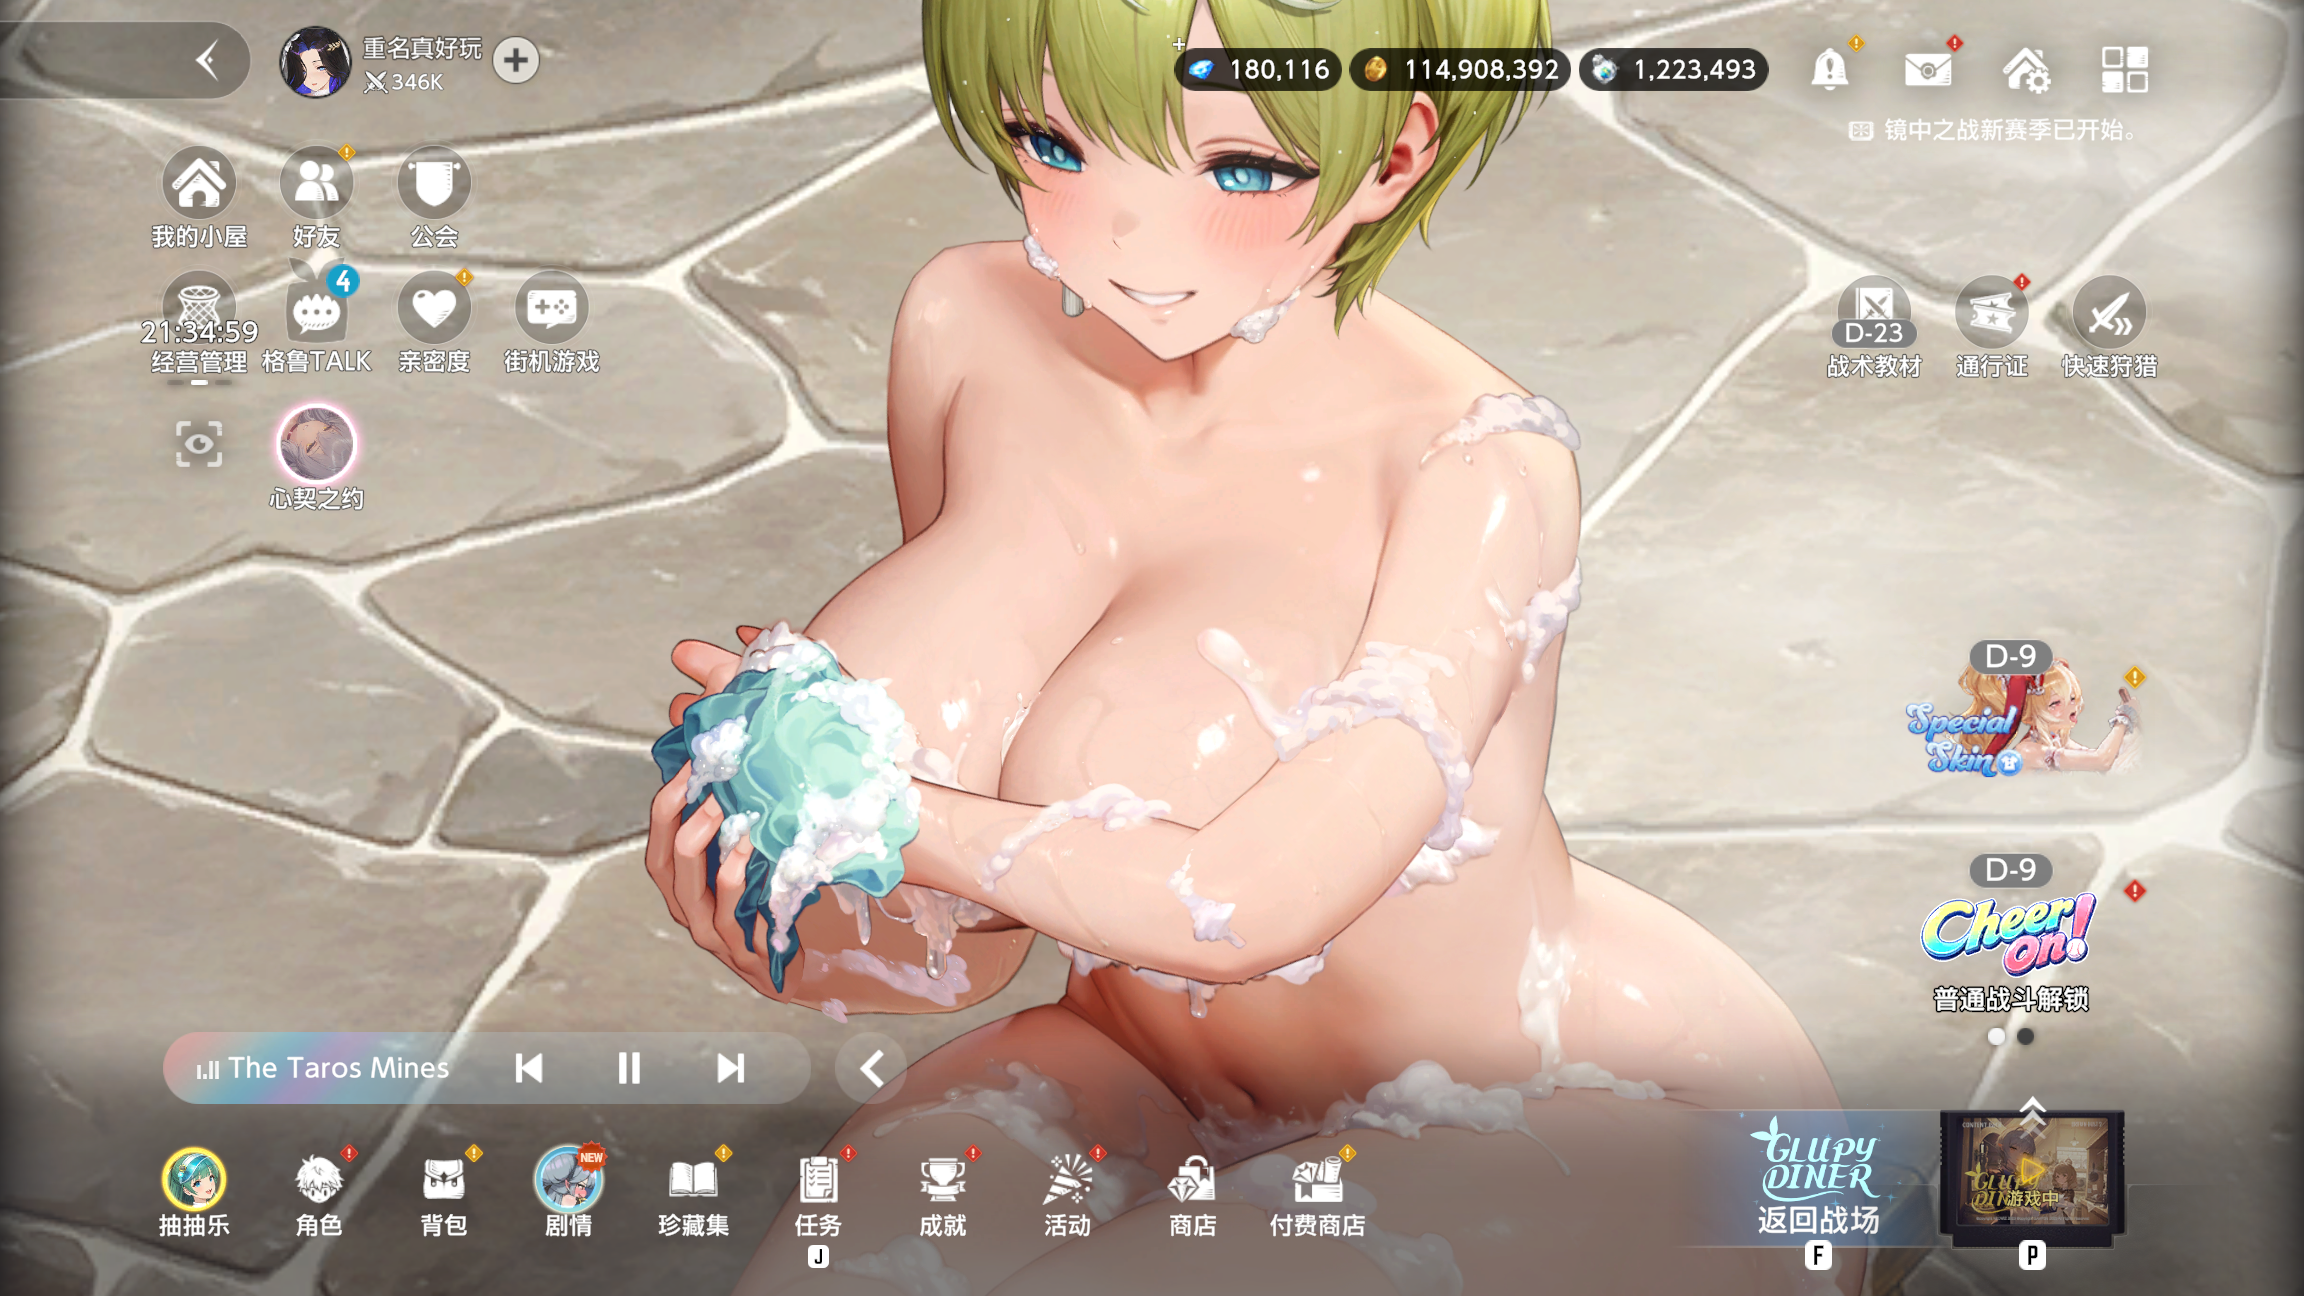 重名真好玩
346K
180,116
114,908,392
1,223,493
镜中之战新赛季已开始。
我的小屋
好友
公会
21:34:59
经营管理
4
格鲁TALK
亲密度
街机游戏
心契之约
D-23
战术教材
通行证
快速狩猎
D-9
Special
Skin
D-9
Cheer
on!
普通战斗解锁
The Taros Mines
抽抽乐
角色
背包
NEW
剧情
珍藏集
任务
J
成就
活动
商店
付费商店
GLUPY
DINER
返回战场
F
游戏中
P